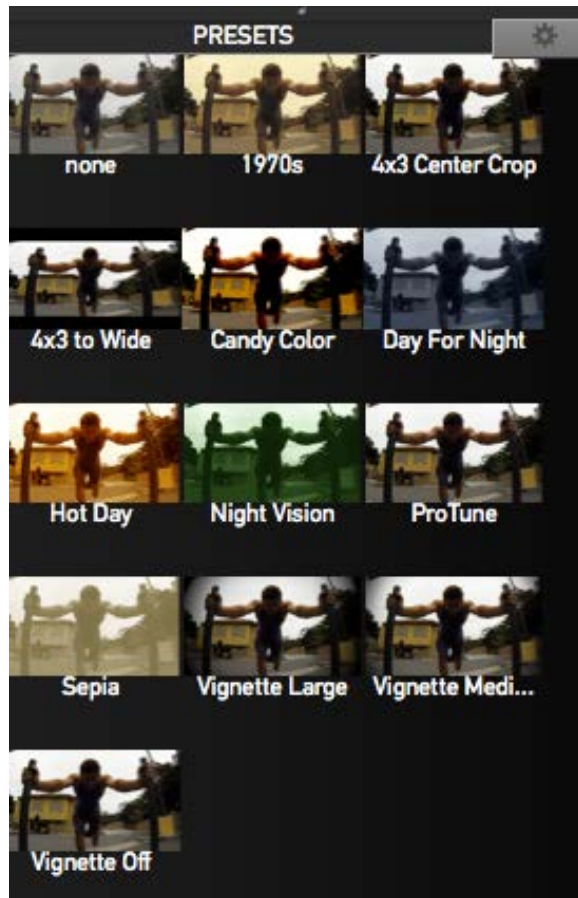 PRESETS
none 1970s 4x3 Center Crop
4x3 to Wide Candy Color Day For Night
Hot Day Night Vision ProTune
Sepia Vignette Large Vignette Medi...
Vignette Off